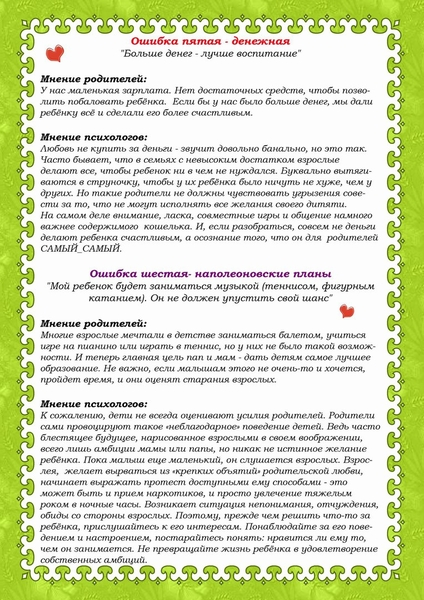 Ошибка пятая - денежная
"Больше денег - лучше воспитание"
Мнение родителей:
У нас маленькая зарплата. Нет достаточных средств, чтобы позво-
лить побаловать ребёнка.  Если бы у нас было больше денег, мы дали
ребёнку всё и сделали его более счастливым.
Мнение психологов:
Любовь не купить за деньги - звучит довольно банально, но это так.
Часто бывает, что в семьях с невысоким достатком взрослые
делают все, чтобы ребенок ни в чем не нуждался. Буквально вытяги-
ваются в струночку, чтобы у их ребёнка было ничуть не хуже, чем у
других. Но такие родители не должны чувствовать угрызения сове-
сти за то, что не могут исполнять все желания своего дитяти.
На самом деле внимание, ласка, совместные игры и общение намного
важнее содержимого  кошелька. И, если разобраться, совсем не деньги
делают ребенка счастливым, а осознание того, что он для  родителей
САМЫЙ_САМЫЙ.
Ошибка шестая- наполеоновские планы
"Мой ребенок будет заниматься музыкой (теннисом, фигурным
катанием). Он не должен упустить свой шанс"
Мнение родителей:
Многие взрослые мечтали в детстве заниматься балетом, учиться
игре на пианино или играть в теннис, но у них не было такой возмож-
ности. И теперь главная цель пап и мам - дать детям самое лучшее
образование. Не важно, если малышам этого не очень-то и хочется,
пройдет время, и они оценят старания взрослых.
Мнение психологов:
К сожалению, дети не всегда оценивают усилия родителей. Родители
сами провоцируют такое «неблагодарное» поведение детей. Ведь часто
блестящее будущее, нарисованное взрослыми в своем воображении,
всего лишь амбиции мамы или папы, но никак не истинное желание
ребёнка. Пока малыш еще маленький, он слушается взрослых. Взрос-
лея,  желает вырваться из «крепких объятий» родительской любви,
начинает выражать протест доступными ему способами - это
может быть и прием наркотиков, и просто увлечение тяжелым
роком в ночные часы. Возникает ситуация непонимания, отчуждения,
обиды со стороны взрослых. Поэтому, прежде чем решить что-то за
ребёнка, прислушайтесь к его интересам. Понаблюдайте за его пове-
дением и настроением, постарайтесь понять: нравится ли ему то,
чем он занимается. Не превращайте жизнь ребёнка в удовлетворение
собственных амбиций.